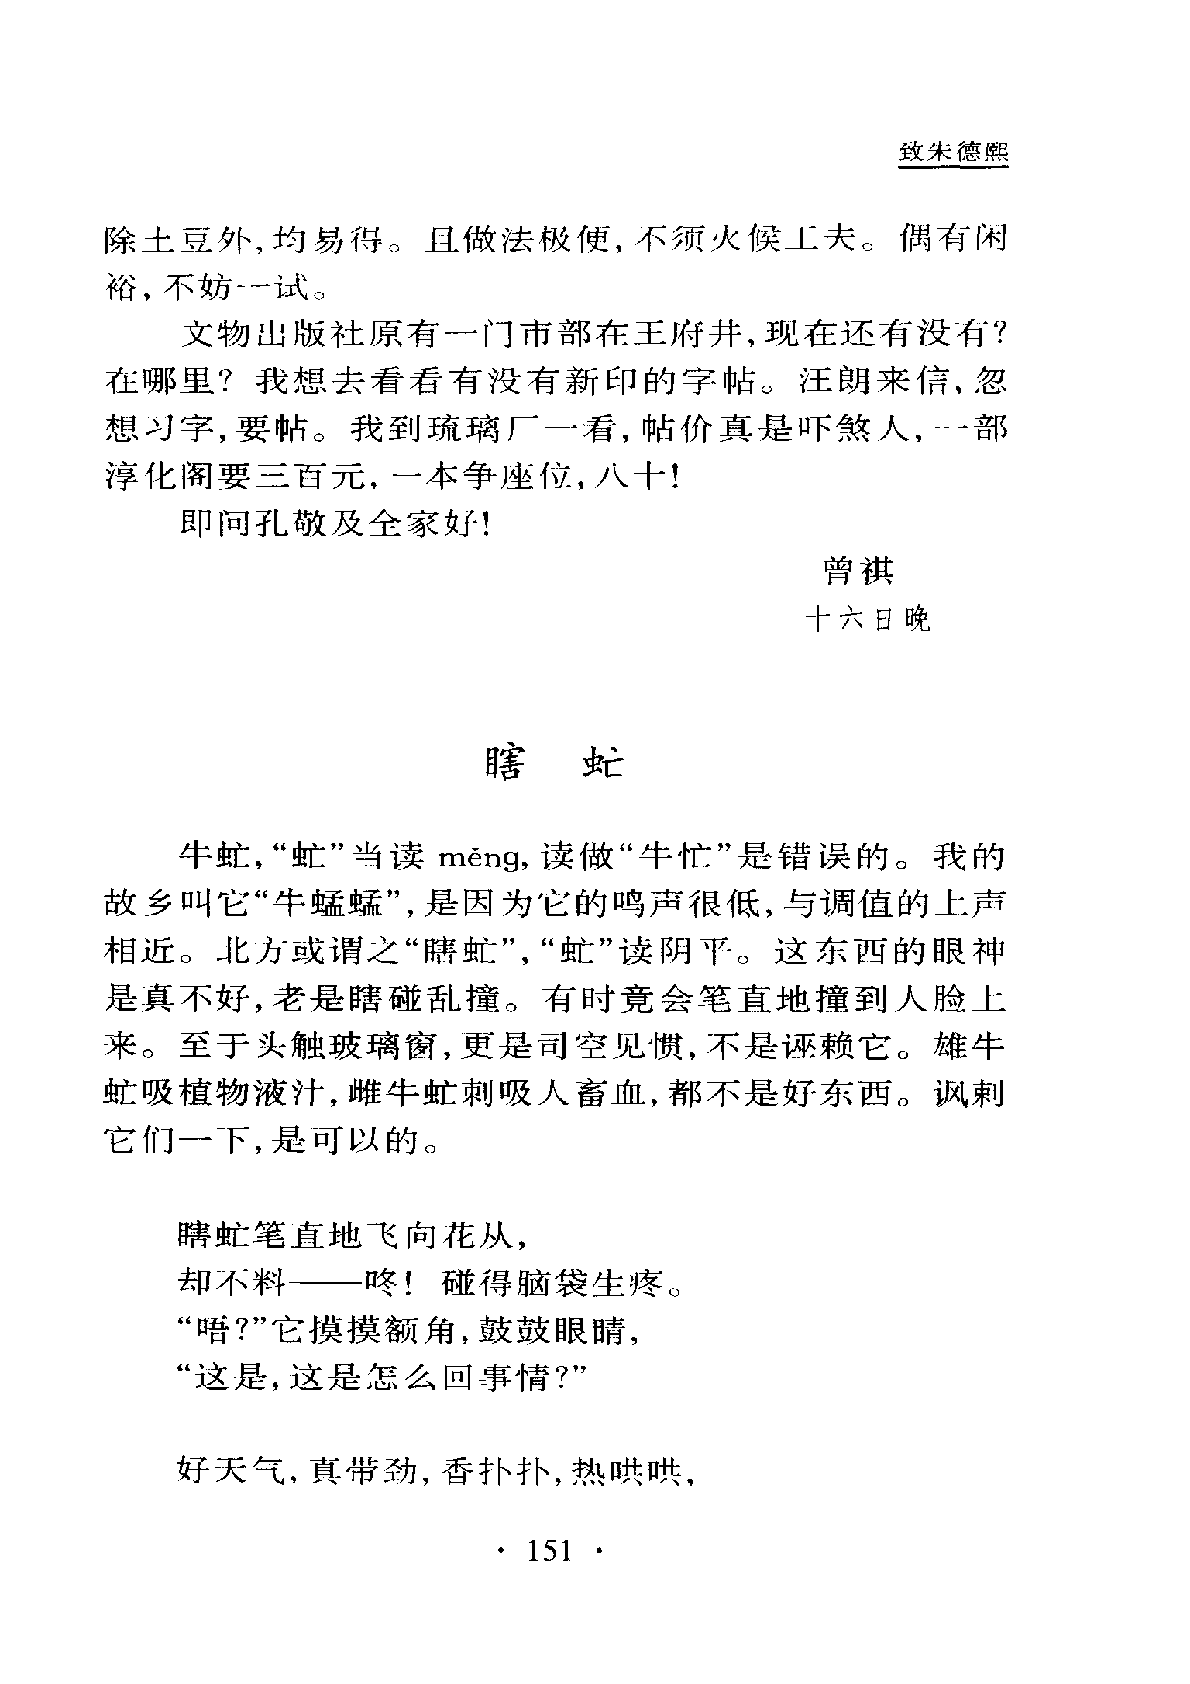 致朱德熙
除土豆外,均易得。且做法极便,不须火候工夫。偶有闲
裕,不妨一试。
文物出版社原有一门市部在王府井,现在还有没有?
在哪里?我想去看看有没有新印的字帖。汪朗来信,忽
想习字,要帖。我到琉璃厂一看,帖价真是吓煞人,一部
淳化阁要三百元,一本争座位,八十!
即问孔敬及全家好!
曾祺
十六日晚
瞎 虻
牛虻,“虻”当读 měng,读做“牛忙”是错误的。我的
故乡叫它“牛蜢蜢”,是因为它的鸣声很低,与调值的上声
相近。北方或谓之“瞎虻”,“虻”读阴平。这东西的眼神
是真不好,老是瞎碰乱撞。有时竟会笔直地撞到人脸上
来。至于头触玻璃窗,更是司空见惯,不是诬赖它。雄牛
虻吸植物液汁,雌牛虻刺吸人畜血,都不是好东西。讽刺
它们一下,是可以的。
瞎虻笔直地飞向花从,
却不料——咚!碰得脑袋生疼。
“唔?”它摸摸额角,鼓鼓眼睛,
“这是,这是怎么回事情?”
好天气,真带劲,香扑扑,热哄哄,
· 151 ·